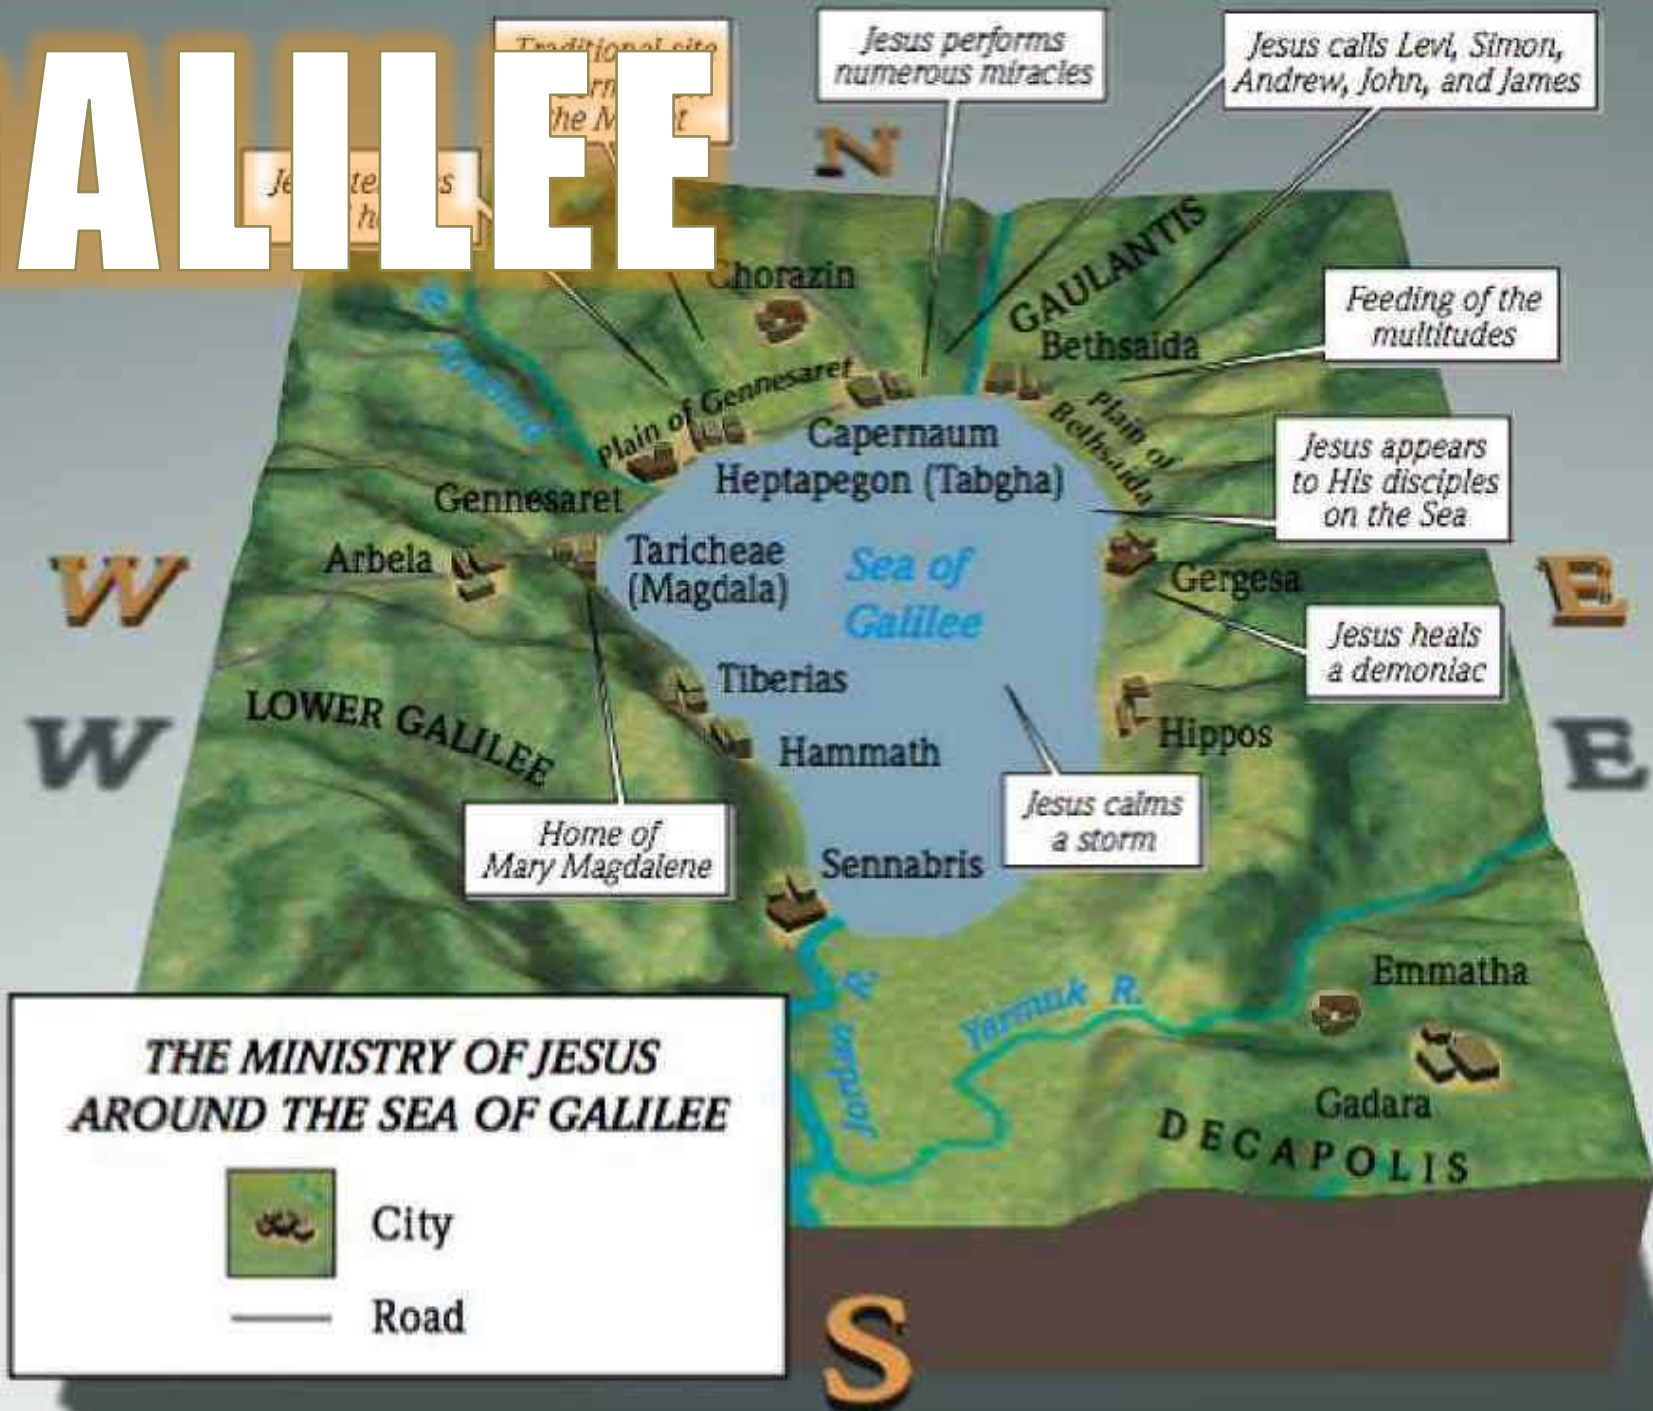 ALILEE
Traditional site
the M
Jesus performs
numerous miracles
Jesus calls Levi, Simon,
Andrew, John, and James
N
GAULANTIS
Chorazin
Bethsaida
Feeding of the
multitudes
Plain of Gennesaret
Plain of
Bethsaida
Capernaum
Heptapegon (Tabgha)
Jesus appears
to His disciples
on the Sea
Gennesaret
Arbela
Taricheae
(Magdala)
Sea of
Galilee
Gergesa
W
E
Jesus heals
a demoniac
Tiberias
LOWER GALILEE
Hammath
Hippos
W
E
Home of
Mary Magdalene
Jesus calms
a storm
Sennabris
Emmatha
Yarmuk R.
Jordan R.
Gadara
DECAPOLIS
THE MINISTRY OF JESUS
AROUND THE SEA OF GALILEE
City
Road
S